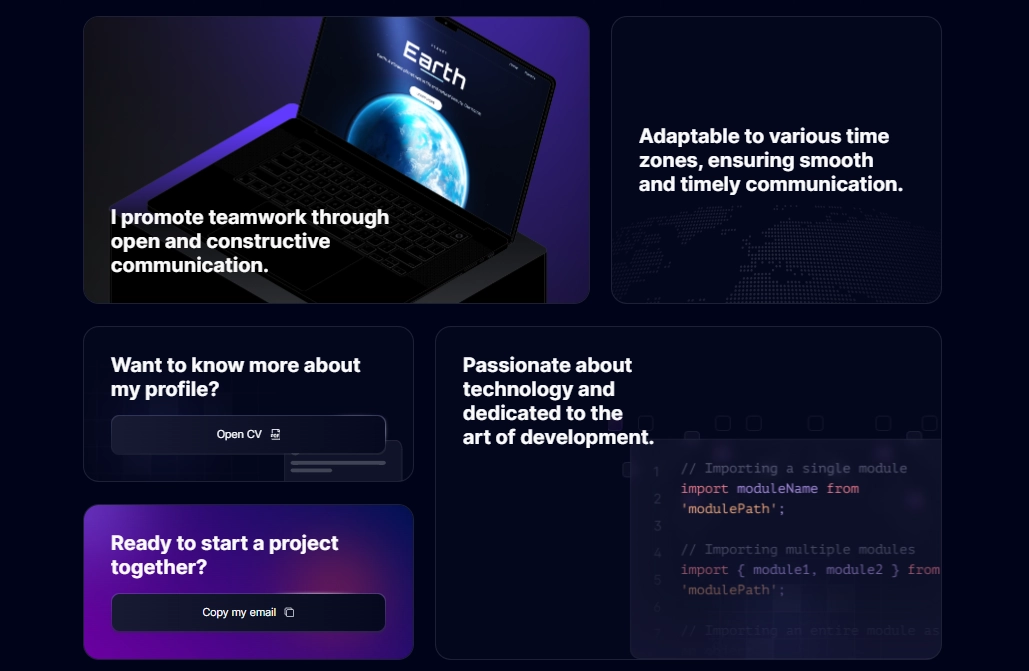 Earth
I promote teamwork through
open and constructive
communication.
Adaptable to various time
zones, ensuring smooth
and timely communication.
Want to know more about
my profile?
Open CV
Ready to start a project
together?
Copy my email
Passionate about
technology and
dedicated to the
art of development.
1 // Importing a single module
2 import moduleName from
'modulePath';
3
4 // Importing multiple modules
5 import { module1, module2 } from
'modulePath';
6
7 // Importing an entire module as